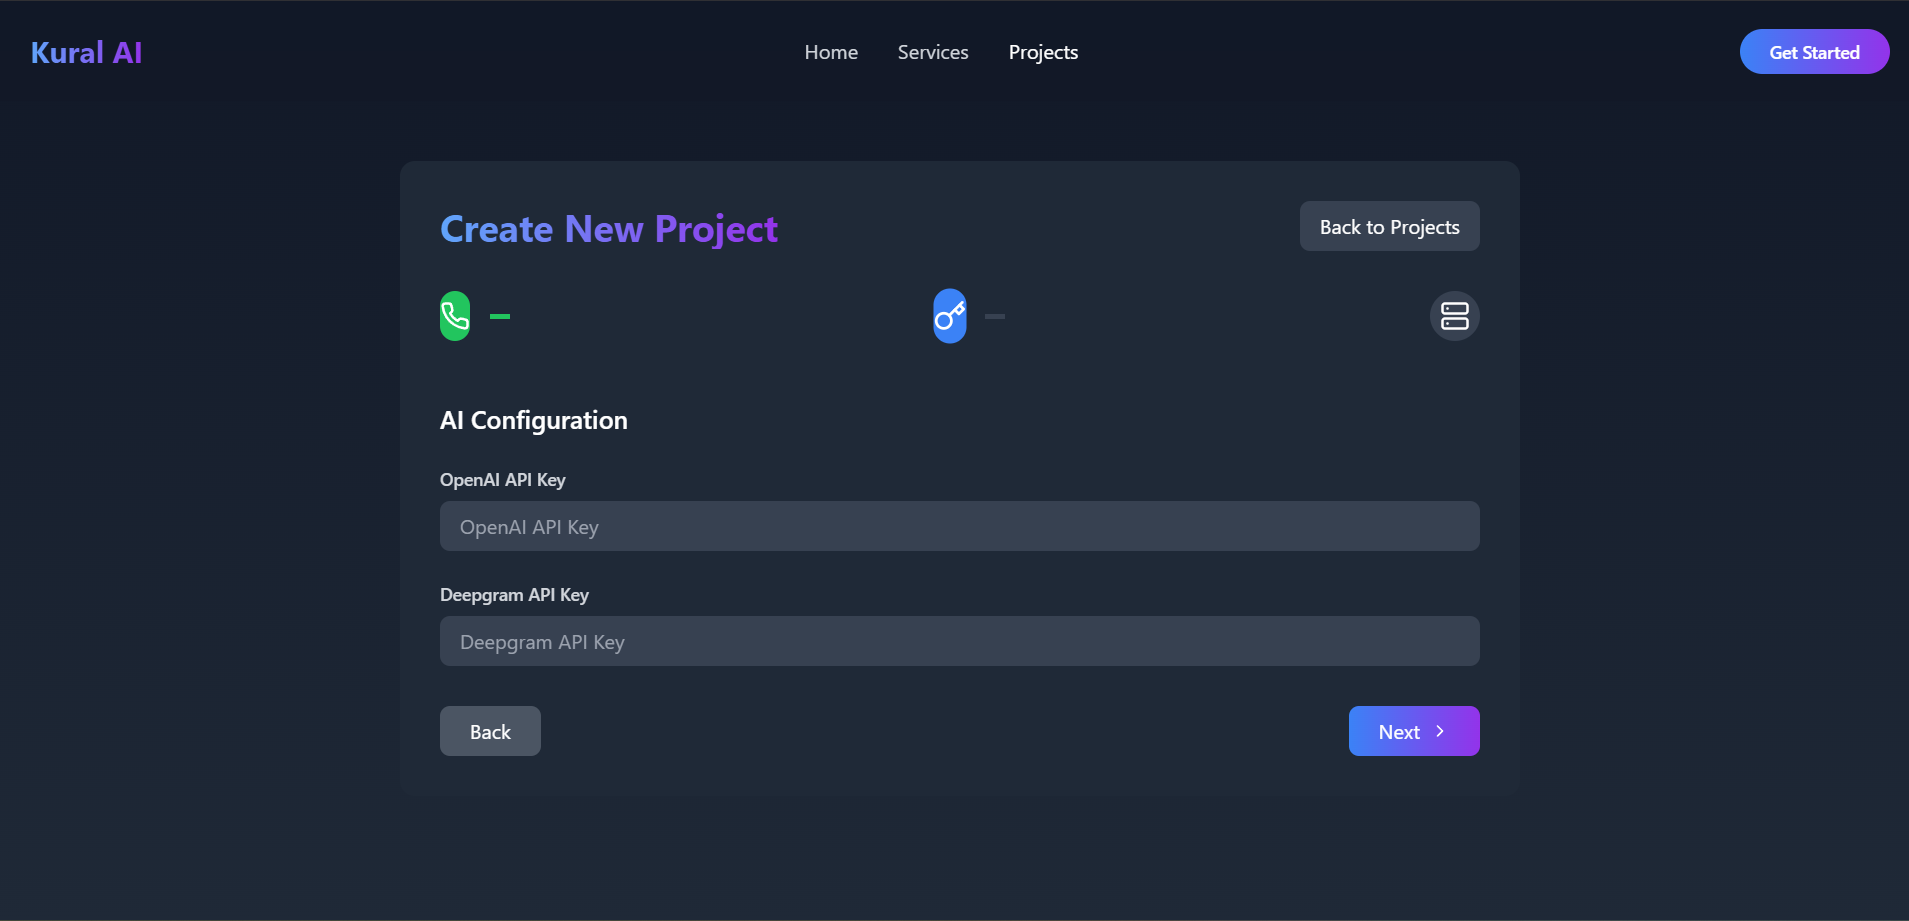 Kural AI
Home Services Projects
Get Started
Create New Project
Back to Projects
AI Configuration
OpenAI API Key
OpenAI API Key
Deepgram API Key
Deepgram API Key
Back
Next